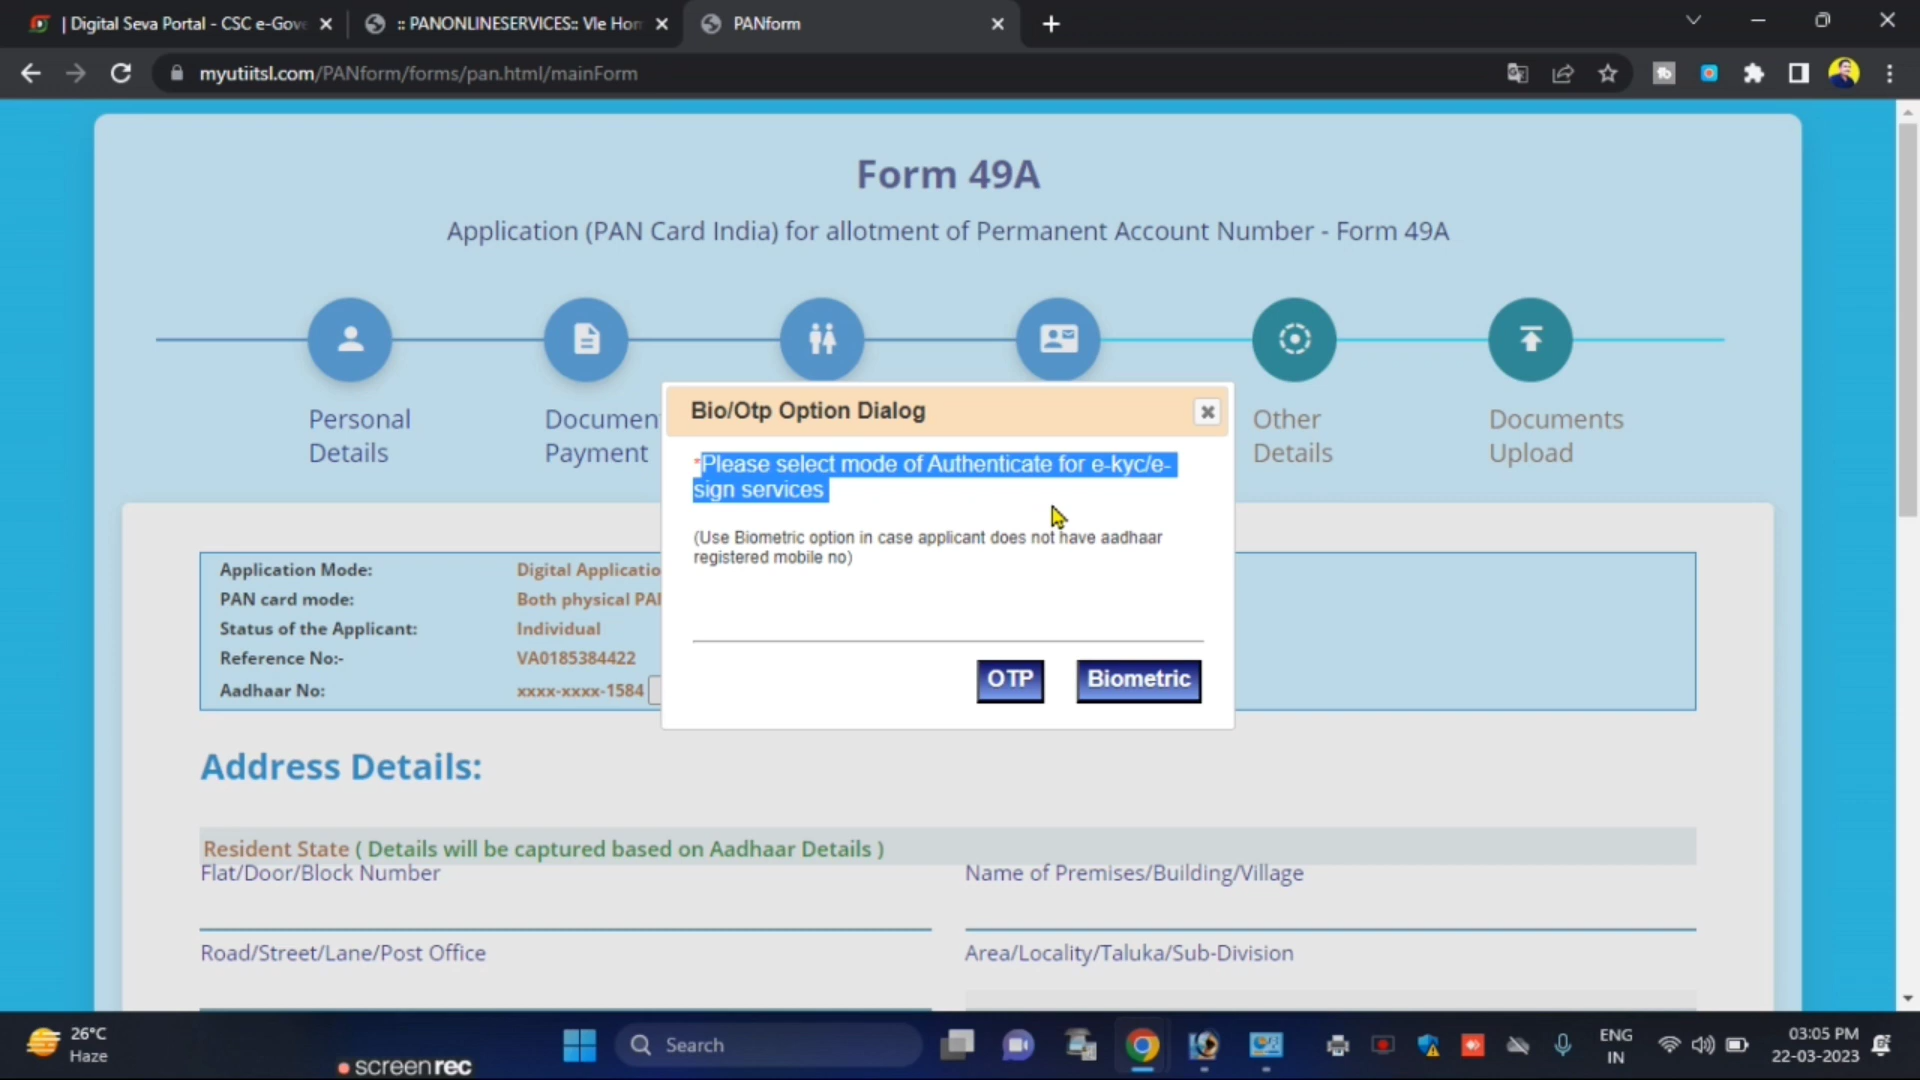 | Digital Seva Portal - CSC e-Gove
:: PANONLINESERVICES:: Vle Hom
PANform
myutiitsl.com/PANform/forms/pan.html/mainForm
Form 49A
Application (PAN Card India) for allotment of Permanent Account Number - Form 49A
Personal
Details
Document
Payment
Other
Details
Documents
Upload
Bio/Otp Option Dialog
*Please select mode of Authenticate for e-kyc/e-
sign services
(Use Biometric option in case applicant does not have aadhaar
registered mobile no)
OTP
Biometric
Application Mode: Digital Applicatio
PAN card mode: Both physical PAN
Status of the Applicant: Individual
Reference No:- VA0185384422
Aadhaar No: xxxx-xxxx-1584
Address Details:
Resident State ( Details will be captured based on Aadhaar Details )
Flat/Door/Block Number
Name of Premises/Building/Village
Road/Street/Lane/Post Office
Area/Locality/Taluka/Sub-Division
26°C
Haze
screenrec
Search
ENG
IN
03:05 PM
22-03-2023